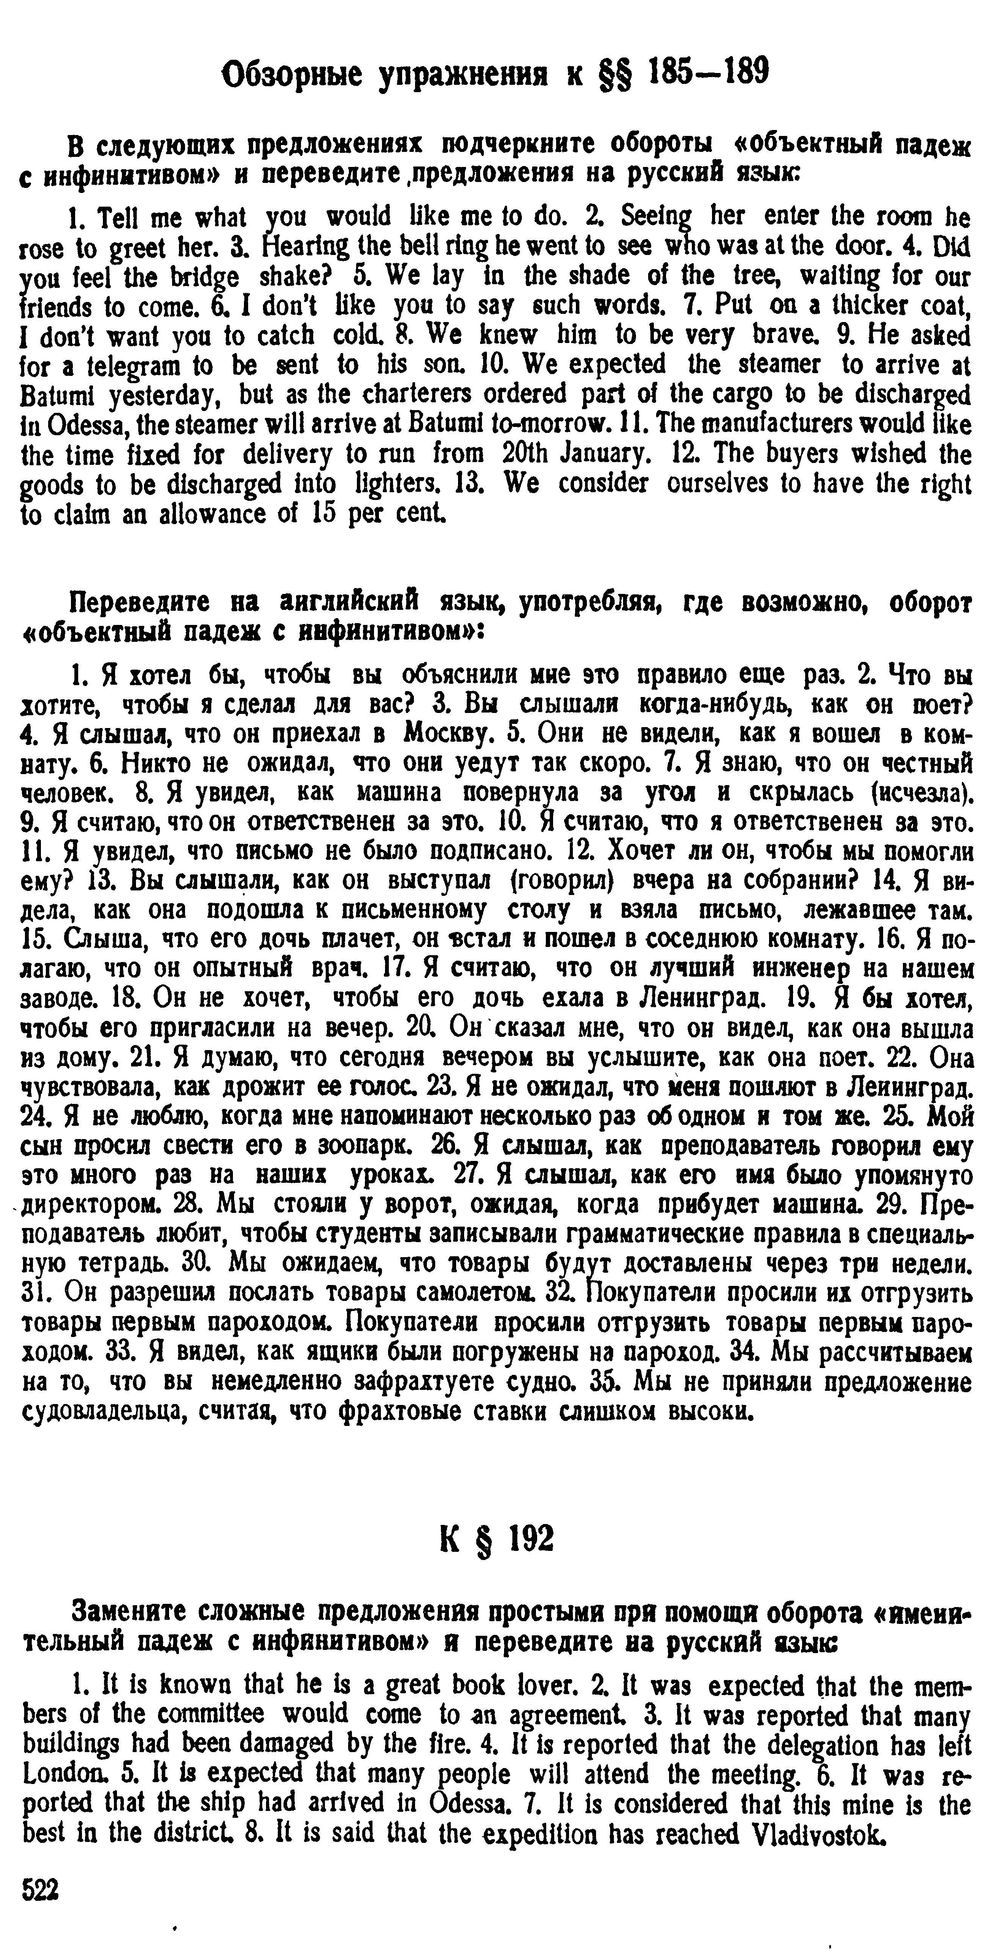 Обзорные упражнения к §§ 185—189
В следующих предложениях подчеркните обороты «объектный падеж
с инфинитивом» и переведите предложения на русский язык:
1. Tell me what you would like me to do. 2. Seeing her enter the room he
rose to greet her. 3. Hearing the bell ring he went to see who was at the door. 4. Did
you feel the bridge shake? 5. We lay in the shade of the tree, waiting for our
friends to come. 6. I don't like you to say such words. 7. Put on a thicker coat,
I don't want you to catch cold. 8. We knew him to be very brave. 9. He asked
for a telegram to be sent to his son. 10. We expected the steamer to arrive at
Batumi yesterday, but as the charterers ordered part of the cargo to be discharged
in Odessa, the steamer will arrive at Batumi to-morrow. 11. The manufacturers would like
the time fixed for delivery to run from 20th January. 12. The buyers wished the
goods to be discharged into lighters. 13. We consider ourselves to have the right
to claim an allowance of 15 per cent.
Переведите на английский язык, употребляя, где возможно, оборот
«объектный падеж с инфинитивом»:
1. Я хотел бы, чтобы вы объяснили мне это правило еще раз. 2. Что вы
хотите, чтобы я сделал для вас? 3. Вы слышали когда-нибудь, как он поет?
4. Я слышал, что он приехал в Москву. 5. Они не видели, как я вошел в ком-
нату. 6. Никто не ожидал, что они уедут так скоро. 7. Я знаю, что он честный
человек. 8. Я увидел, как машина повернула за угол и скрылась (исчезла).
9. Я считаю, что он ответственен за это. 10. Я считаю, что я ответственен за это.
11. Я увидел, что письмо не было подписано. 12. Хочет ли он, чтобы мы помогли
ему? 13. Вы слышали, как он выступал (говорил) вчера на собрании? 14. Я ви-
дела, как она подошла к письменному столу и взяла письмо, лежавшее там.
15. Слыша, что его дочь плачет, он встал и пошел в соседнюю комнату. 16. Я по-
лагаю, что он опытный врач. 17. Я считаю, что он лучший инженер на нашем
заводе. 18. Он не хочет, чтобы его дочь ехала в Ленинград. 19. Я бы хотел,
чтобы его пригласили на вечер. 20. Он сказал мне, что он видел, как она вышла
из дому. 21. Я думаю, что сегодня вечером вы услышите, как она поет. 22. Она
чувствовала, как дрожит ее голос. 23. Я не ожидал, что меня пошлют в Ленинград.
24. Я не люблю, когда мне напоминают несколько раз об одном и том же. 25. Мой
сын просил свести его в зоопарк. 26. Я слышал, как преподаватель говорил ему
это много раз на наших уроках. 27. Я слышал, как его имя было упомянуто
директором. 28. Мы стояли у ворот, ожидая, когда прибудет машина. 29. Пре-
подаватель любит, чтобы студенты записывали грамматические правила в специаль-
ную тетрадь. 30. Мы ожидаем, что товары будут доставлены через три недели.
31. Он разрешил послать товары самолетом. 32. Покупатели просили их отгрузить
товары первым пароходом. Покупатели просили отгрузить товары первым паро-
ходом. 33. Я видел, как ящики были погружены на пароход. 34. Мы рассчитываем
на то, что вы немедленно зафрахтуете судно. 35. Мы не приняли предложение
судовладельца, считая, что фрахтовые ставки слишком высоки.
К § 192
Замените сложные предложения простыми при помощи оборота «имени-
тельный падеж с инфинитивом» и переведите на русский язык:
1. It is known that he is a great book lover. 2. It was expected that the mem-
bers of the committee would come to an agreement. 3. It was reported that many
buildings had been damaged by the fire. 4. It is reported that the delegation has left
London. 5. It is expected that many people will attend the meeting. 6. It was re-
ported that the ship had arrived in Odessa. 7. It is considered that this mine is the
best in the district. 8. It is said that the expedition has reached Vladivostok.
522